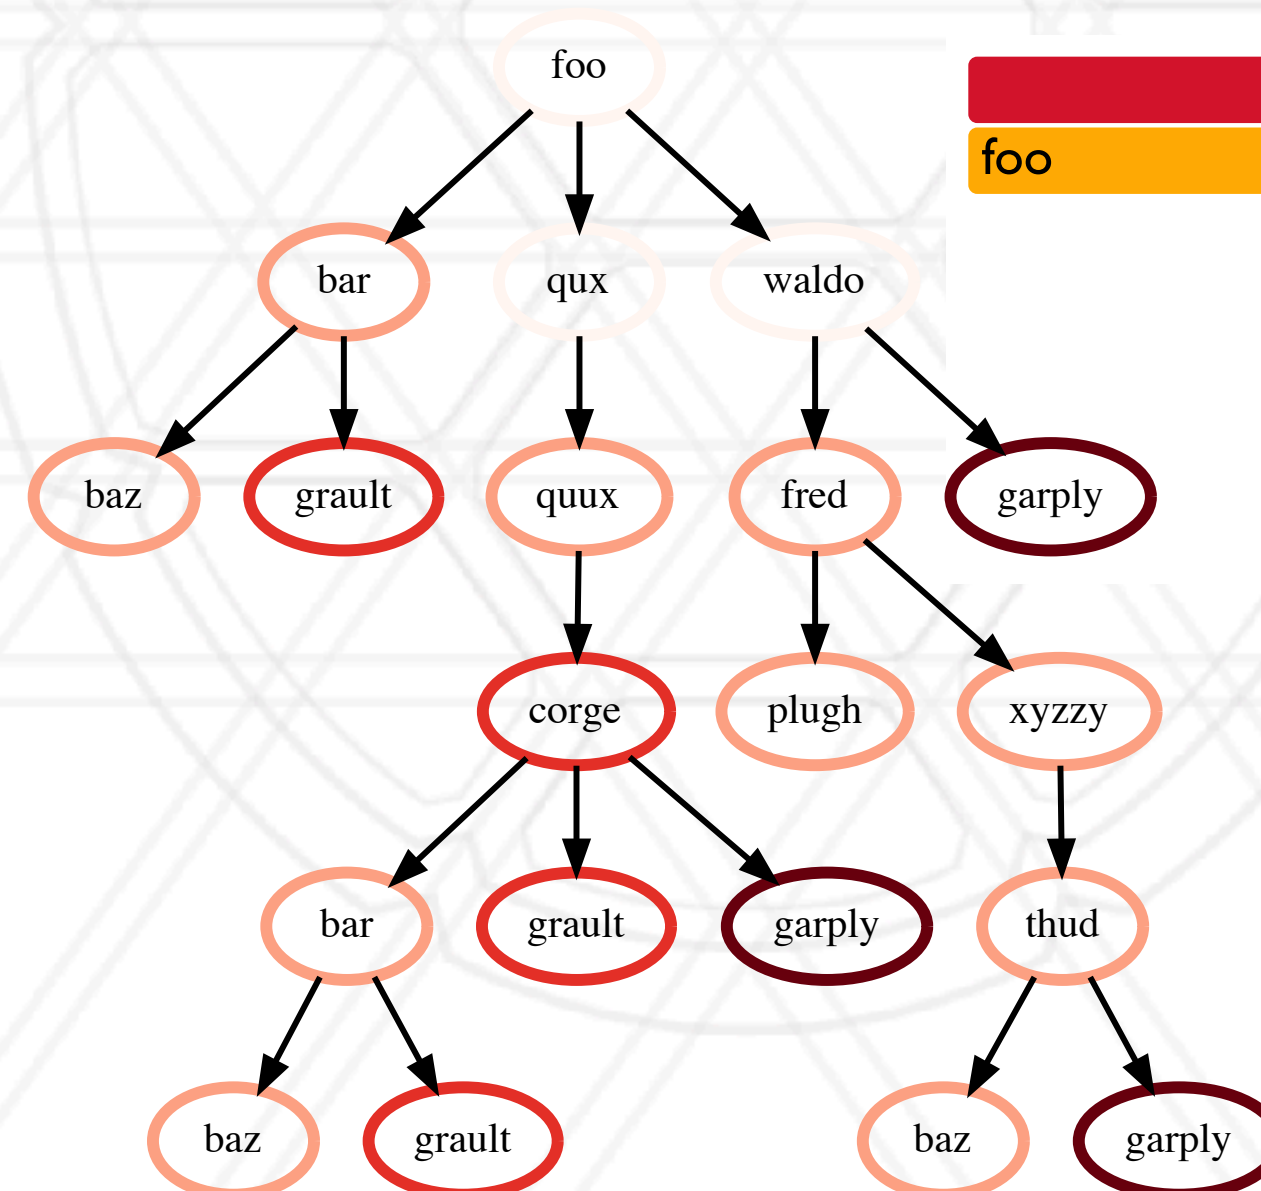 foo
foo
bar
qux
waldo
baz
grault
quux
fred
garply
corge
plugh
xyzzy
bar
grault
garply
thud
baz
grault
baz
garply